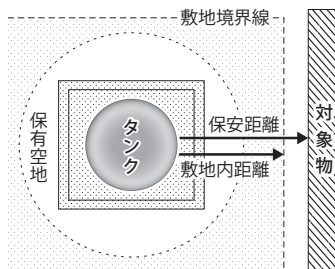 敷地境界線
保有空地
タンク
保安距離
敷地内距離
対象物